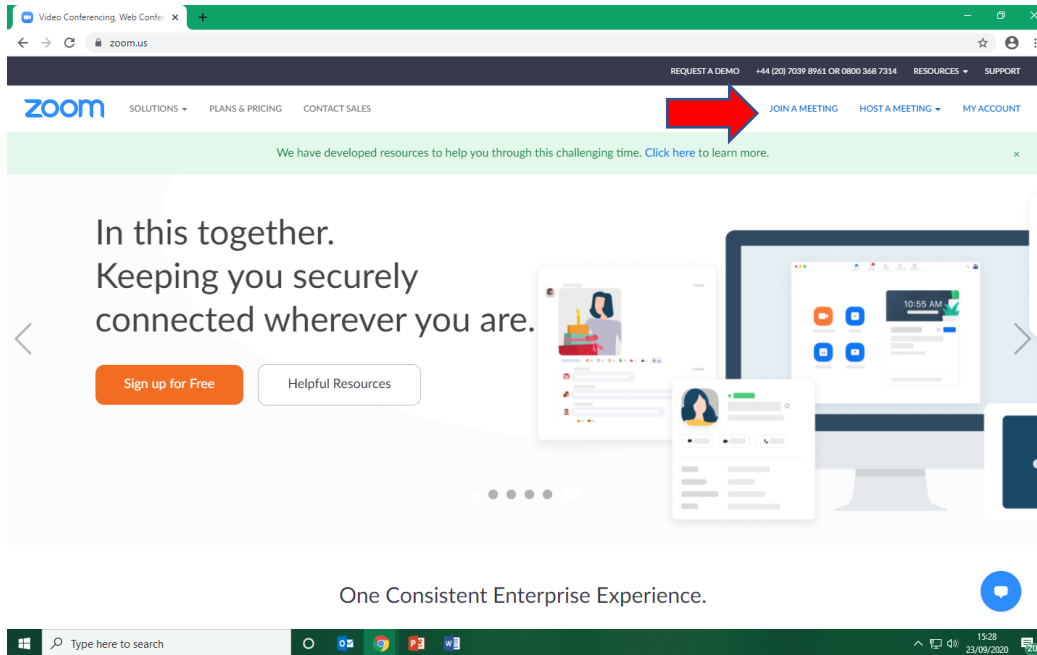 Video Conferencing, Web Confe
zoom.us
REQUEST A DEMO +44 (20) 7039 8961 OR 0800 368 7314 RESOURCES SUPPORT
zoom SOLUTIONS PLANS & PRICING CONTACT SALES JOIN A MEETING HOST A MEETING MY ACCOUNT
We have developed resources to help you through this challenging time. Click here to learn more.
In this together.
Keeping you securely
connected wherever you are.
10:55 AM
Sign up for Free Helpful Resources
One Consistent Enterprise Experience.
Type here to search
15:28
23/09/2020
20